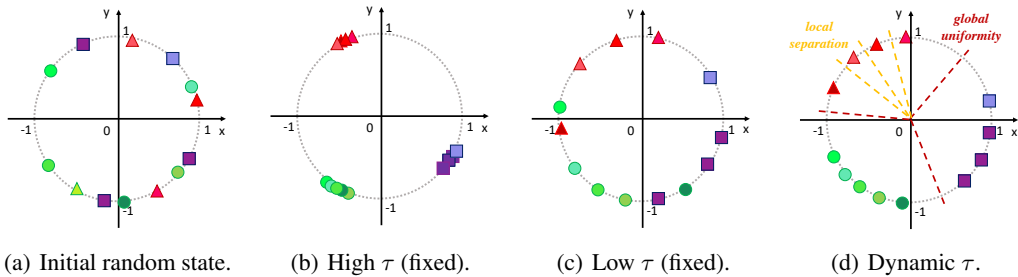 y
1
-1
0
1
x
-1
(a) Initial random state.
y
1
-1
0
1
x
-1
(b) High τ (fixed).
y
1
-1
0
1
x
-1
(c) Low τ (fixed).
y
1
local
separation
global
uniformity
-1
0
1
x
-1
(d) Dynamic τ.